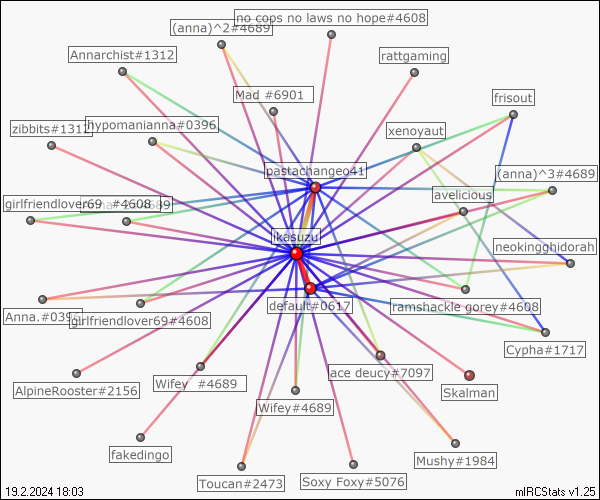 no cops no laws no hope#4608
(anna)^2#4689
Annarchist#1312
rattgaming
Mad #6901
frisout
zibbits#1312
hypomanianna#0396
xenoyaut
pastachangeo41
(anna)^3#4689
avelicious
girlfriendlover69 #4608
ikasuzu
neokingghidorah
default#0617
ramshackle gorey#4608
Anna.#0396
girlfriendlover69#4608
Cypha#1717
ace deucy#7097
AlpineRooster#2156
Wifey #4689
Skalman
Wifey#4689
fakedingo
Mushy#1984
Toucan#2473
Soxy Foxy#5076
19.2.2024 18:03
mIRCStats v1.25